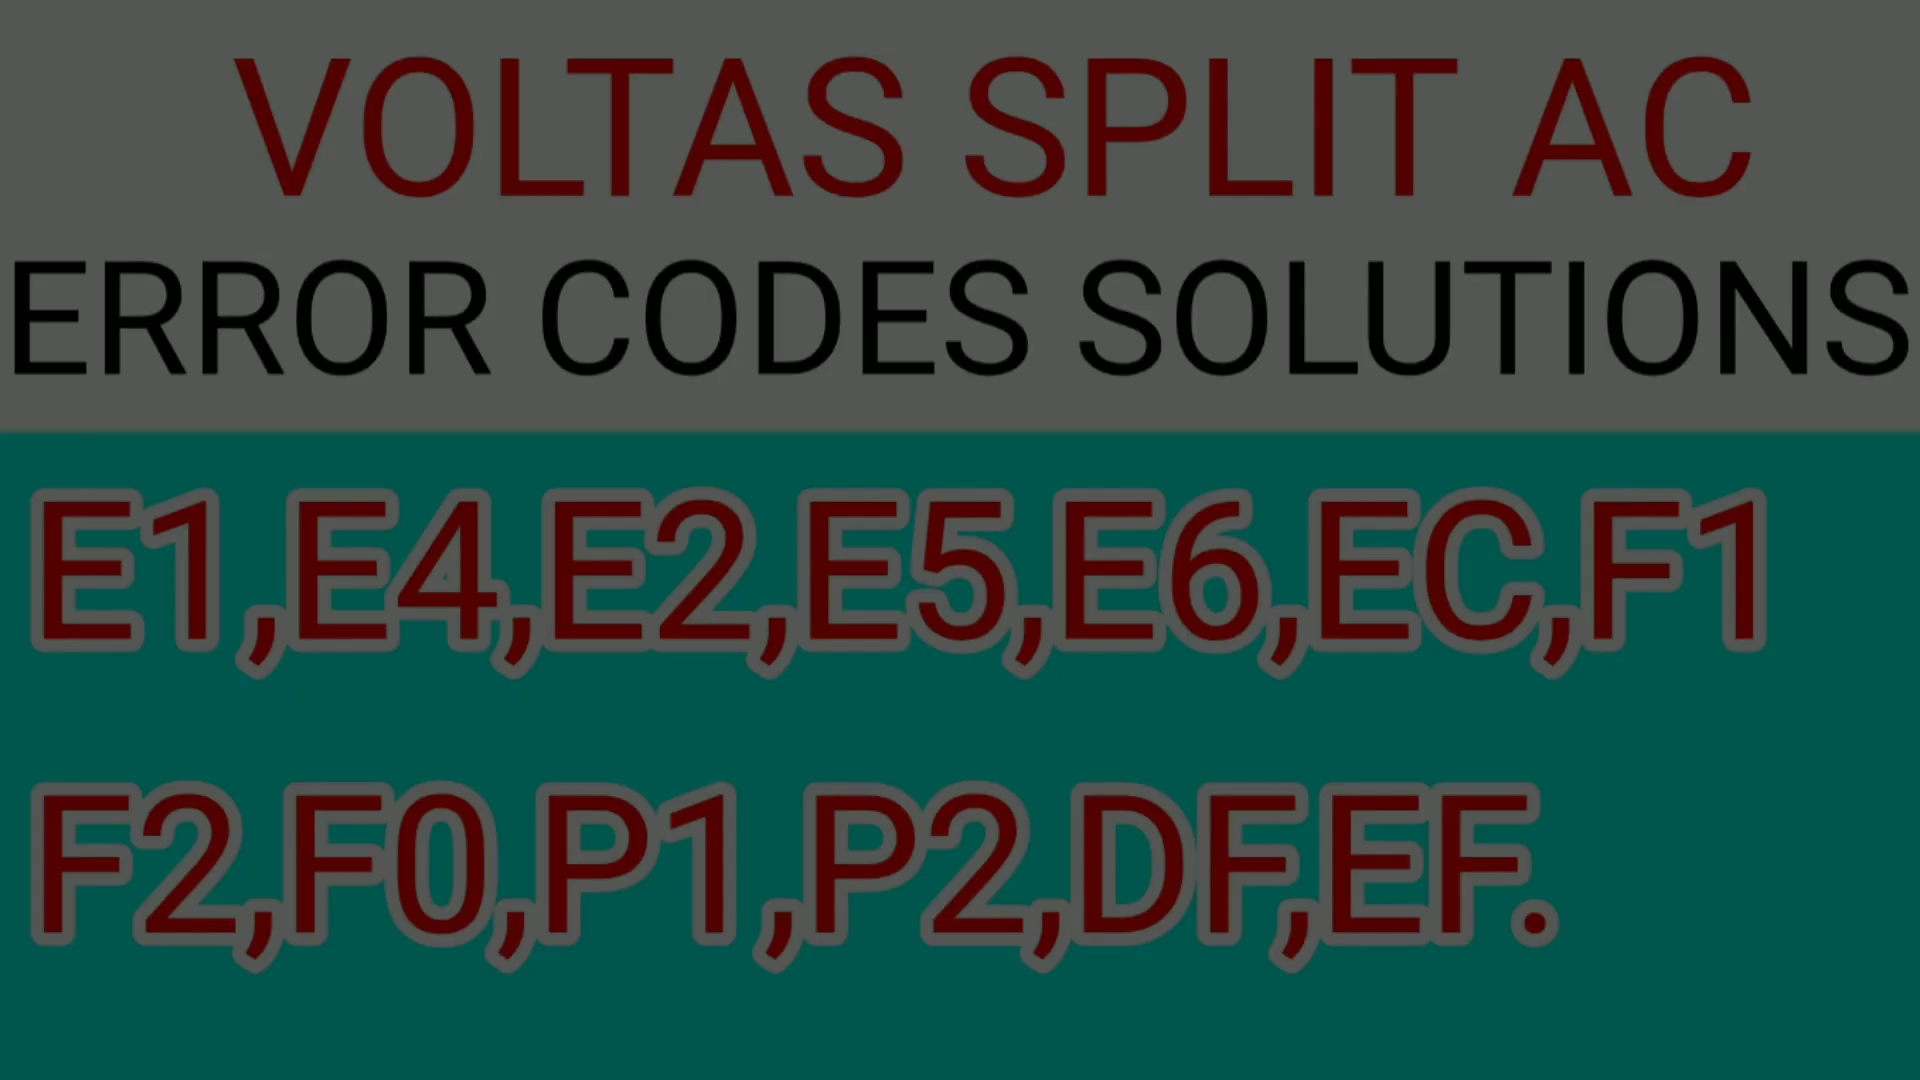 VOLTAS SPLIT AC
ERROR CODES SOLUTIONS
E1,E4,E2,E5,E6,EC,F1
F2,F0,P1,P2,DF,EF.